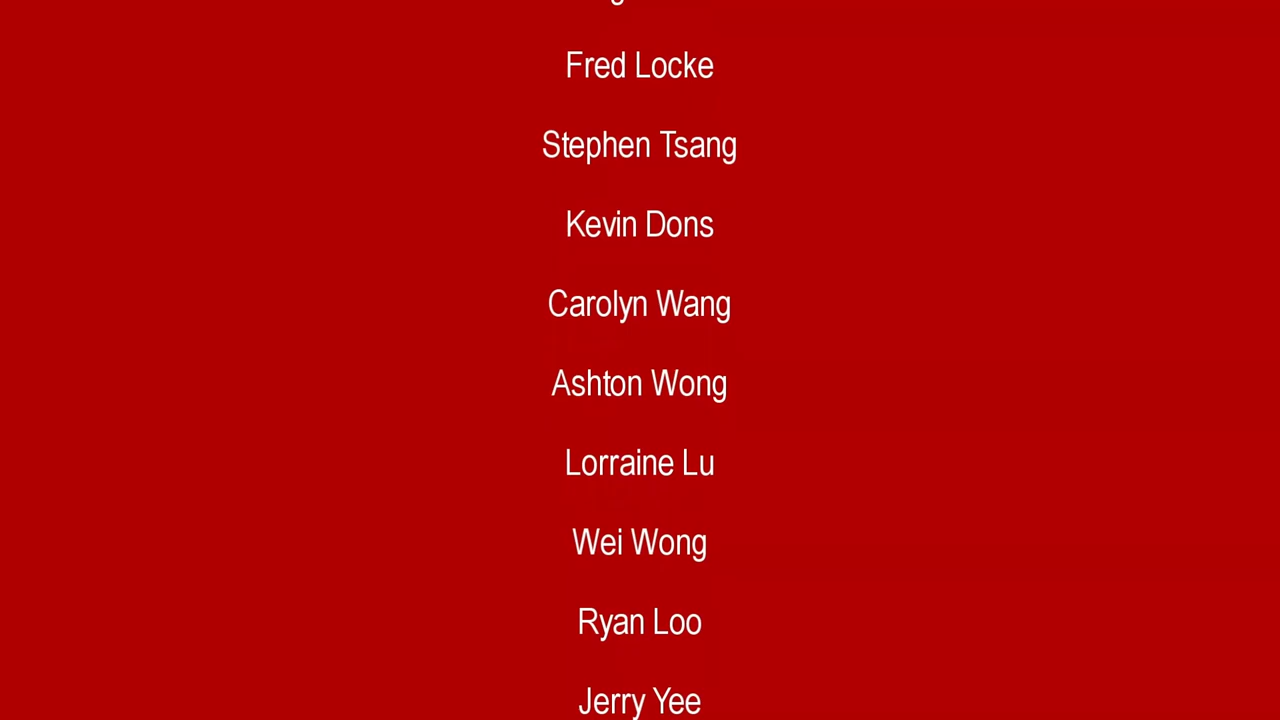 Fred Locke
Stephen Tsang
Kevin Dons
Carolyn Wang
Ashton Wong
Lorraine Lu
Wei Wong
Ryan Loo
Jerry Yee